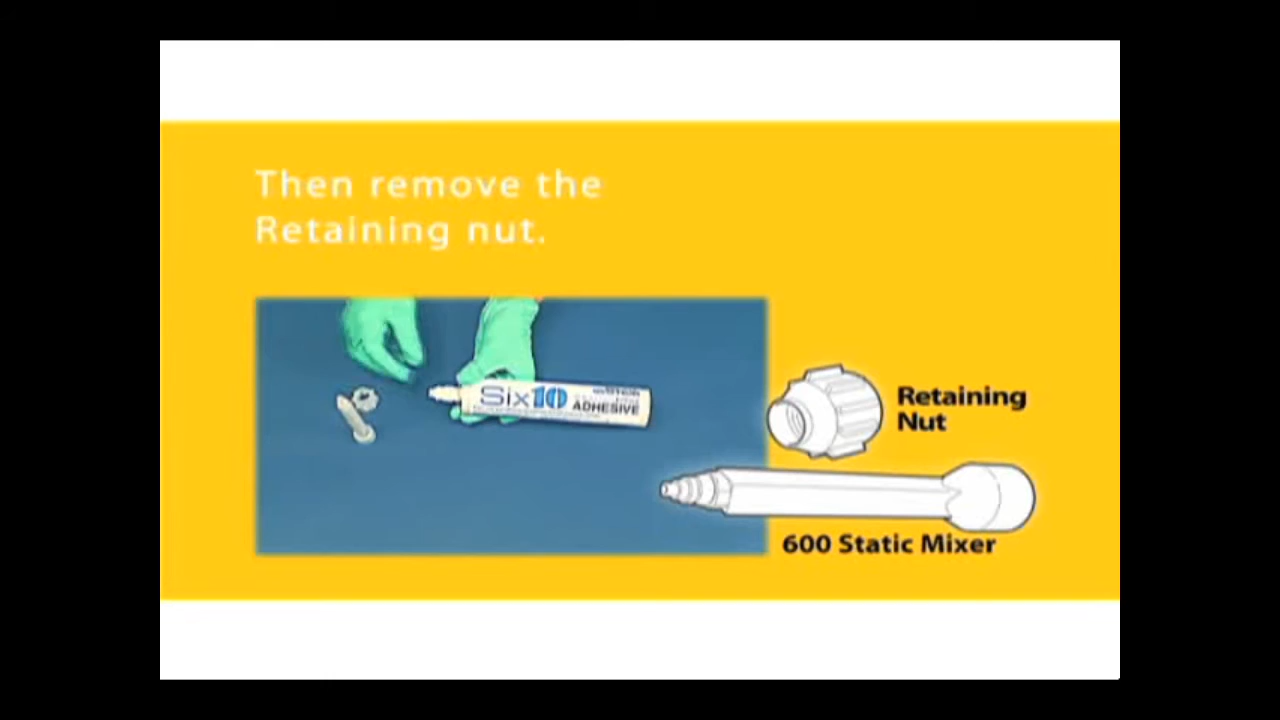 Then remove the
Retaining nut.
Six10
ADHESIVE
Retaining
Nut
600 Static Mixer